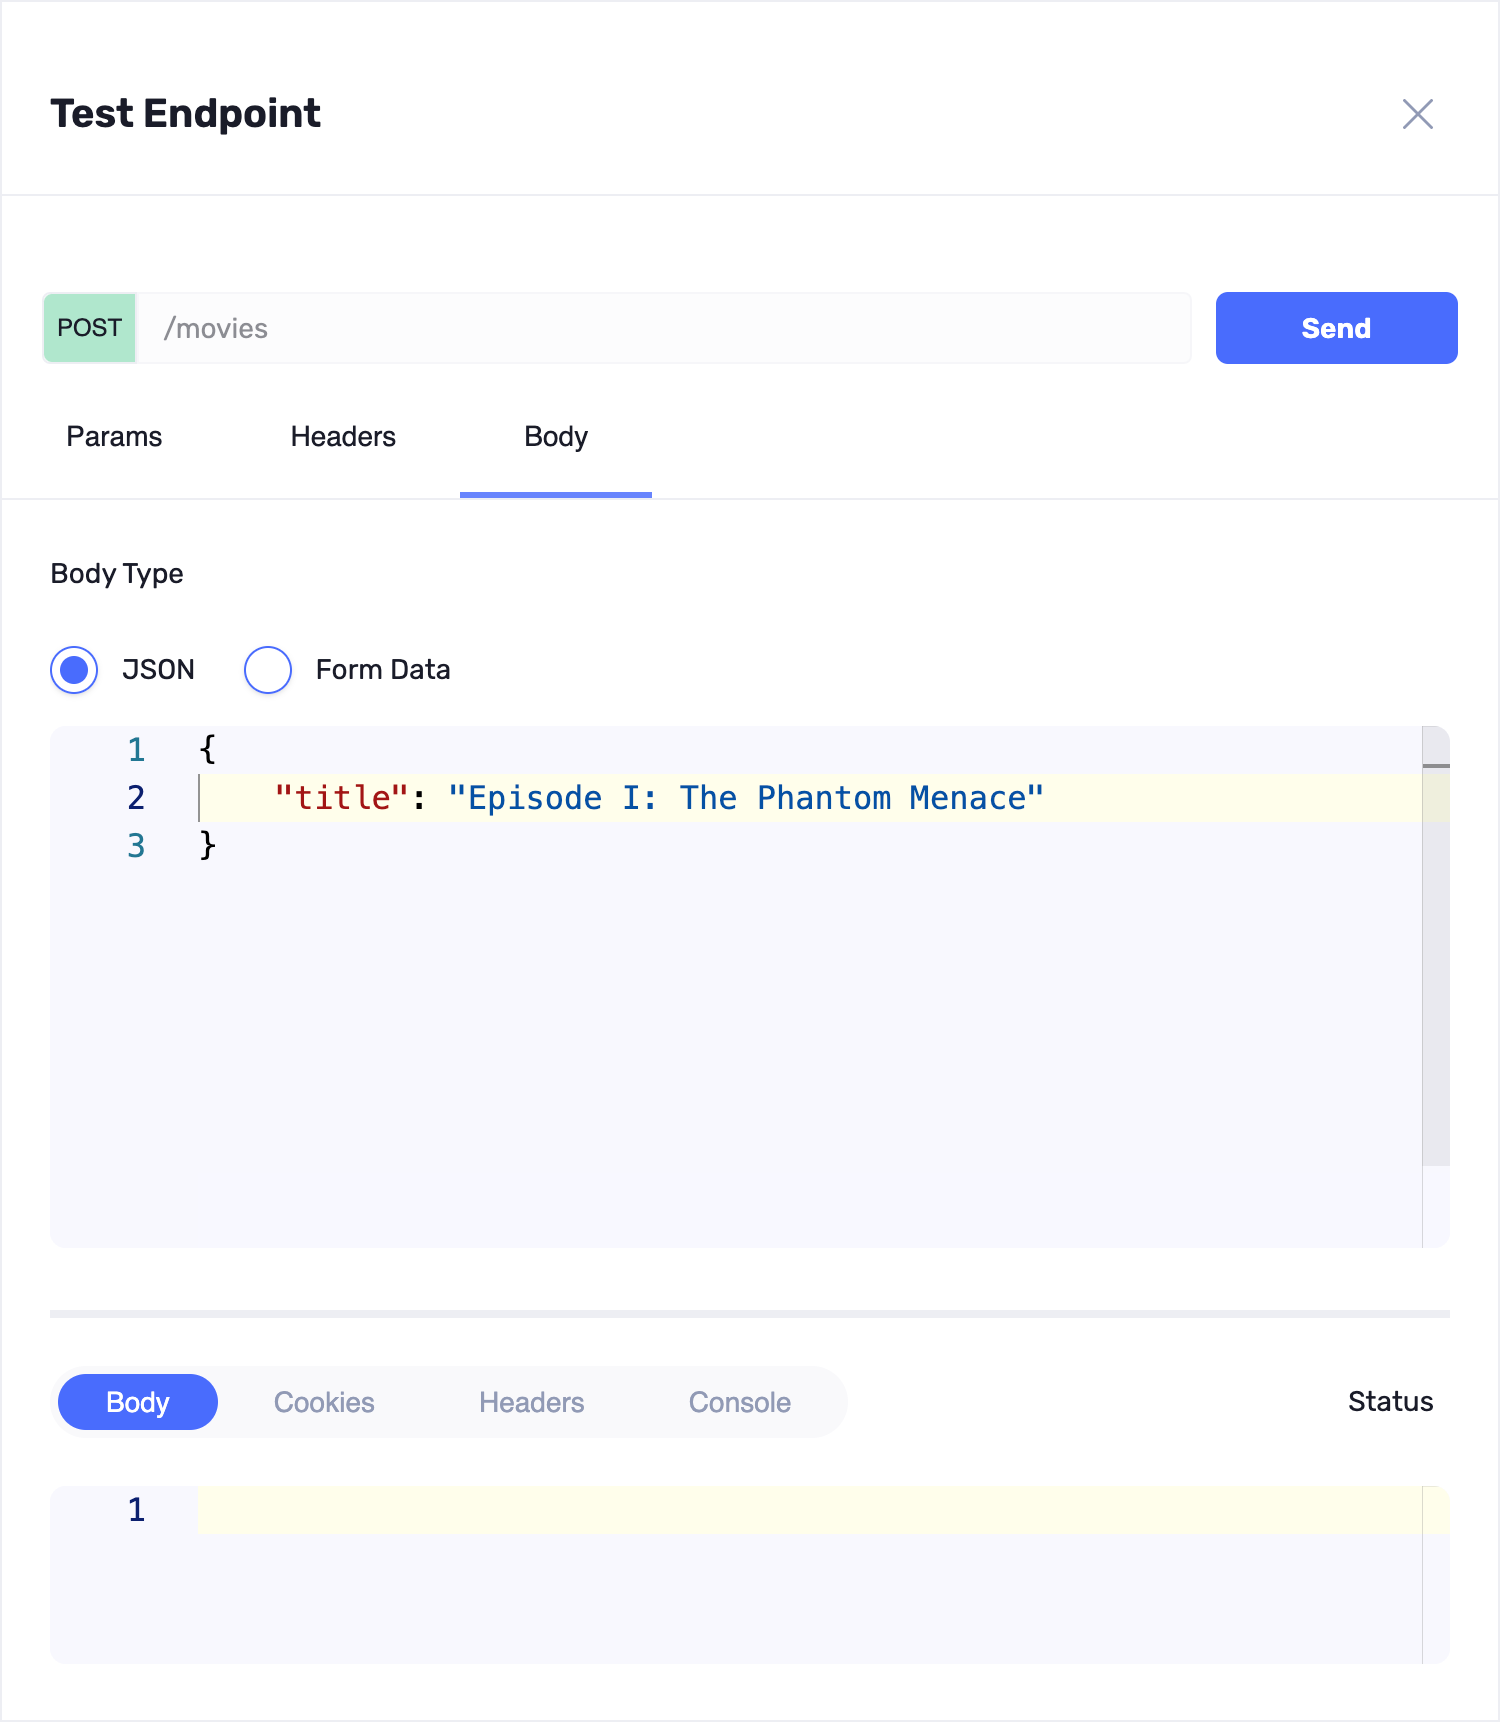 Test Endpoint
POST /movies Send
Params Headers Body
Body Type
JSON Form Data
1 {
2     "title": "Episode I: The Phantom Menace"
3 }
Body Cookies Headers Console Status
1